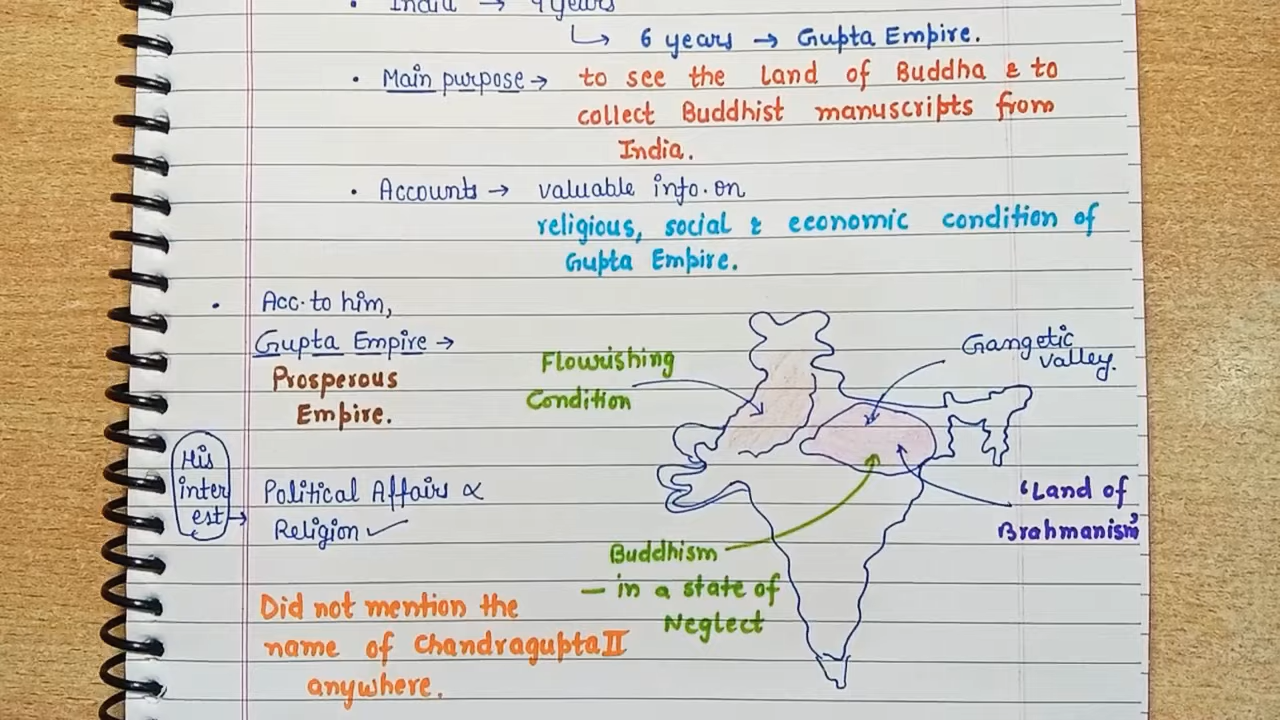 • India → 9 years
↳ 6 years → Gupta Empire.
• Main purpose → to see the land of Buddha & to
collect Buddhist manuscripts from
India.
• Accounts → valuable info. on
religious, social & economic condition of
Gupta Empire.
• Acc. to him,
Gupta Empire →
Prosperous
Empire.
Flourishing
Condition
Gangetic
valley.
'Land of
Brahmanism'
Buddhism
— in a state of
Neglect
His
inter
est →
Political Affairs ×
Religion ✓
Did not mention the
name of Chandragupta II
anywhere.